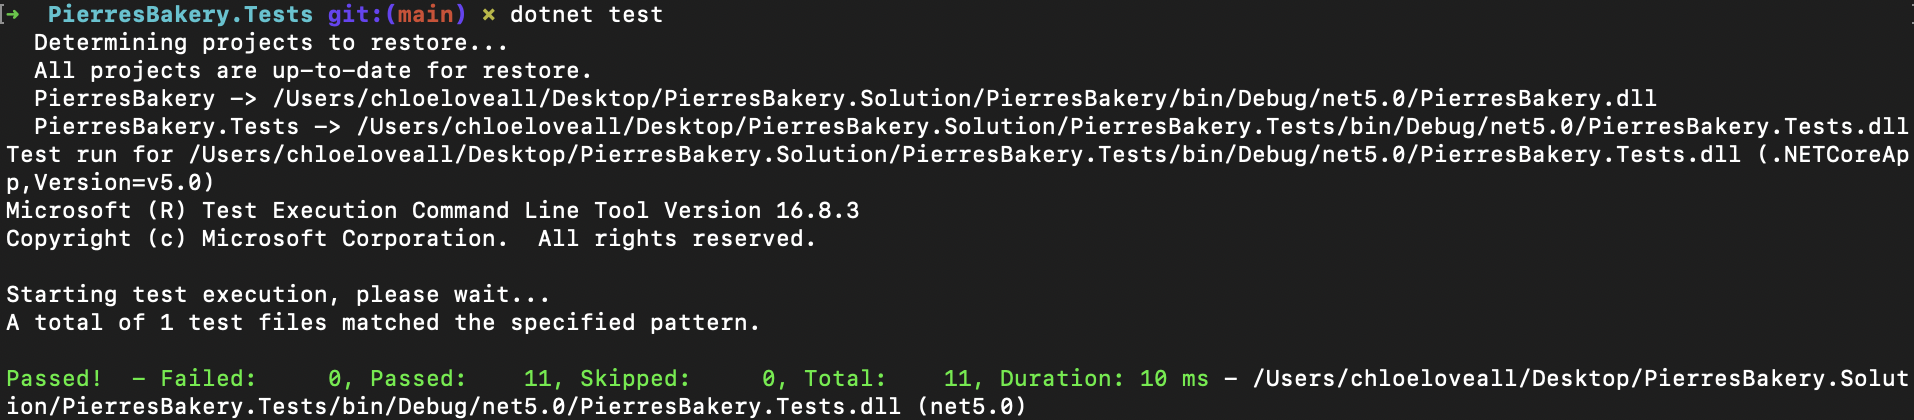 [➜  PierresBakery.Tests git:(main) ✗ dotnet test
  Determining projects to restore...
  All projects are up-to-date for restore.
  PierresBakery -> /Users/chloeloveall/Desktop/PierresBakery.Solution/PierresBakery/bin/Debug/net5.0/PierresBakery.dll
  PierresBakery.Tests -> /Users/chloeloveall/Desktop/PierresBakery.Solution/PierresBakery.Tests/bin/Debug/net5.0/PierresBakery.Tests.dll
Test run for /Users/chloeloveall/Desktop/PierresBakery.Solution/PierresBakery.Tests/bin/Debug/net5.0/PierresBakery.Tests.dll (.NETCoreAp
p,Version=v5.0)
Microsoft (R) Test Execution Command Line Tool Version 16.8.3
Copyright (c) Microsoft Corporation.  All rights reserved.

Starting test execution, please wait...
A total of 1 test files matched the specified pattern.

Passed!  - Failed:     0, Passed:    11, Skipped:     0, Total:    11, Duration: 10 ms - /Users/chloeloveall/Desktop/PierresBakery.Solut
ion/PierresBakery.Tests/bin/Debug/net5.0/PierresBakery.Tests.dll (net5.0)